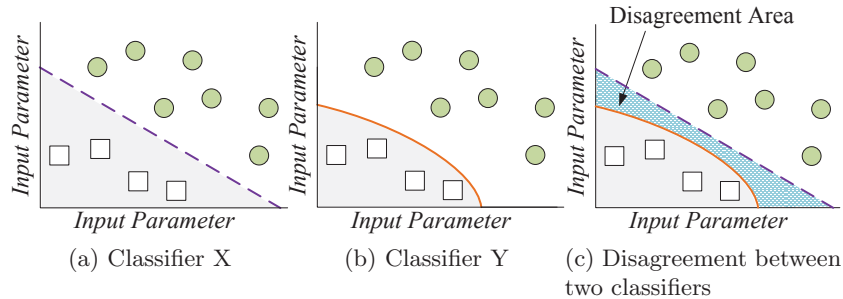 Disagreement Area
Input Parameter
Input Parameter
Input Parameter
Input Parameter
Input Parameter
Input Parameter
(a) Classifier X
(b) Classifier Y
(c) Disagreement between
two classifiers